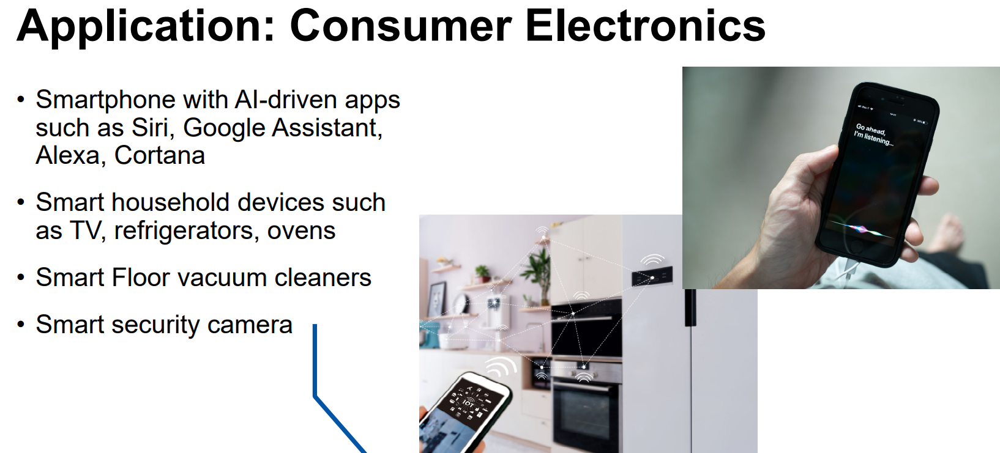 Application: Consumer Electronics
• Smartphone with AI-driven apps
such as Siri, Google Assistant,
Alexa, Cortana
• Smart household devices such
as TV, refrigerators, ovens
• Smart Floor vacuum cleaners
• Smart security camera
Go ahead,
I'm listening...
IOT